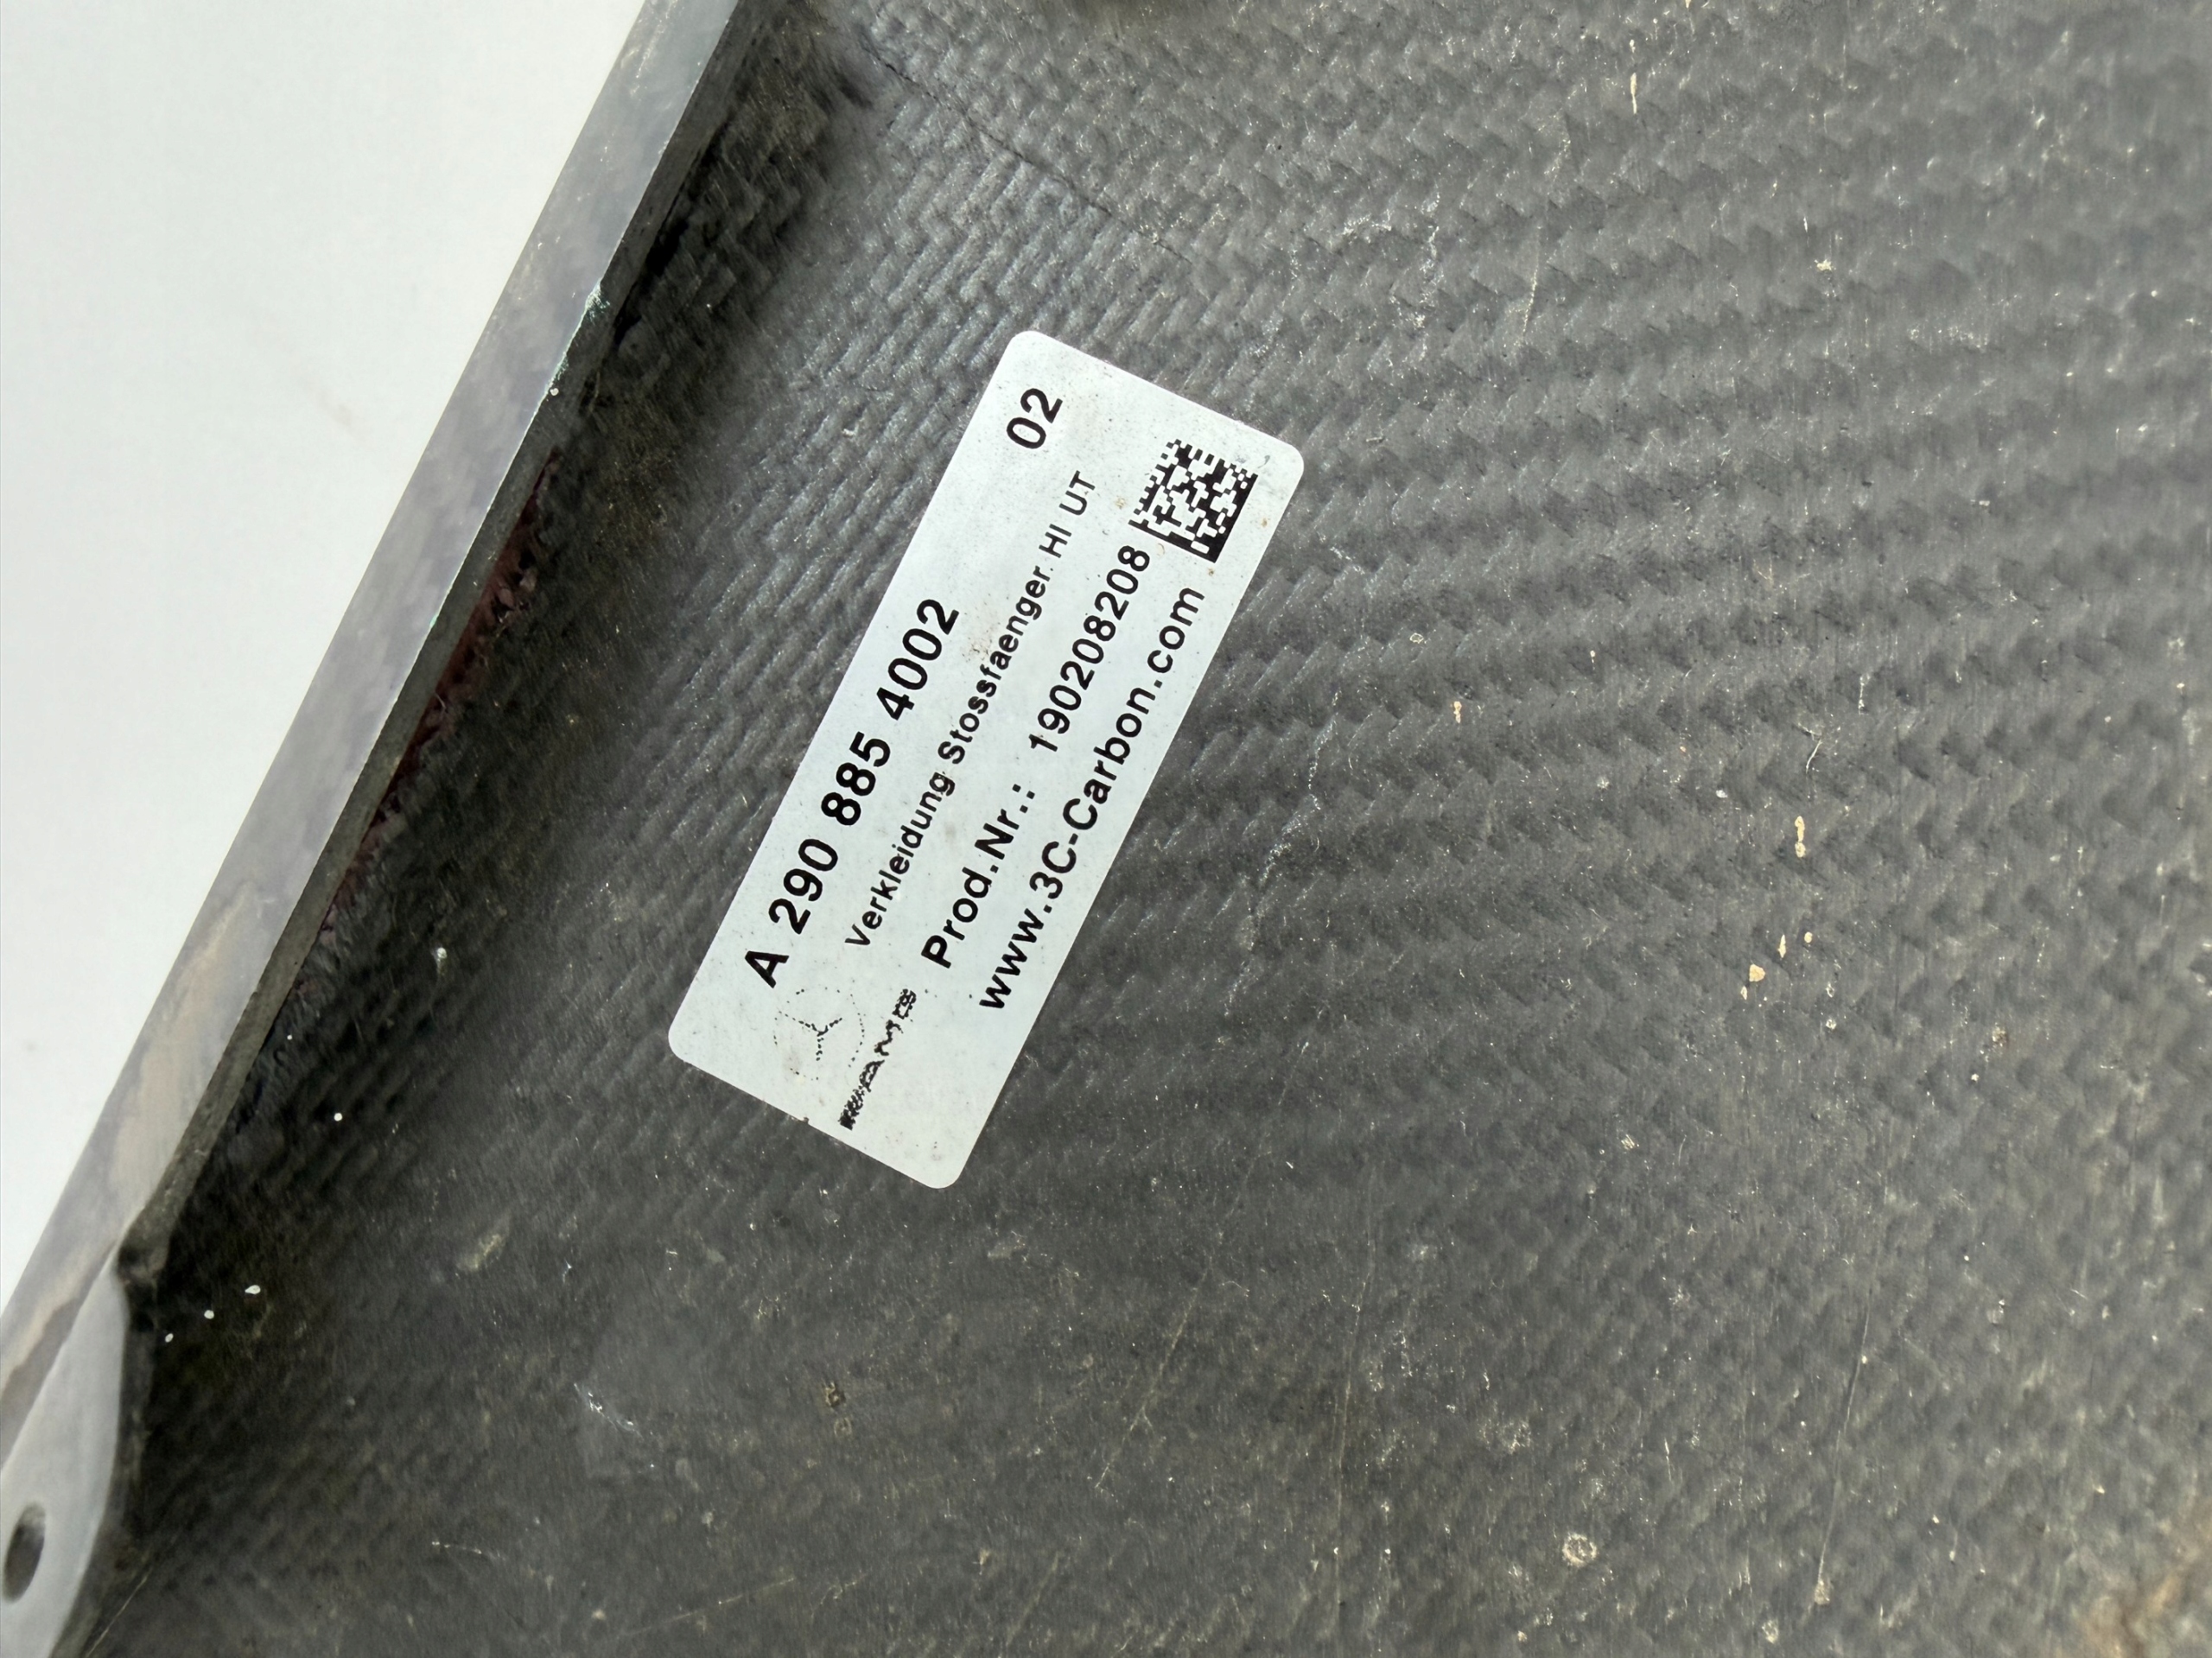 A 290 885 4002 02
Verkleidung Stossfaenger HI UT
Prod.Nr.: 190208208
www.3C-Carbon.com